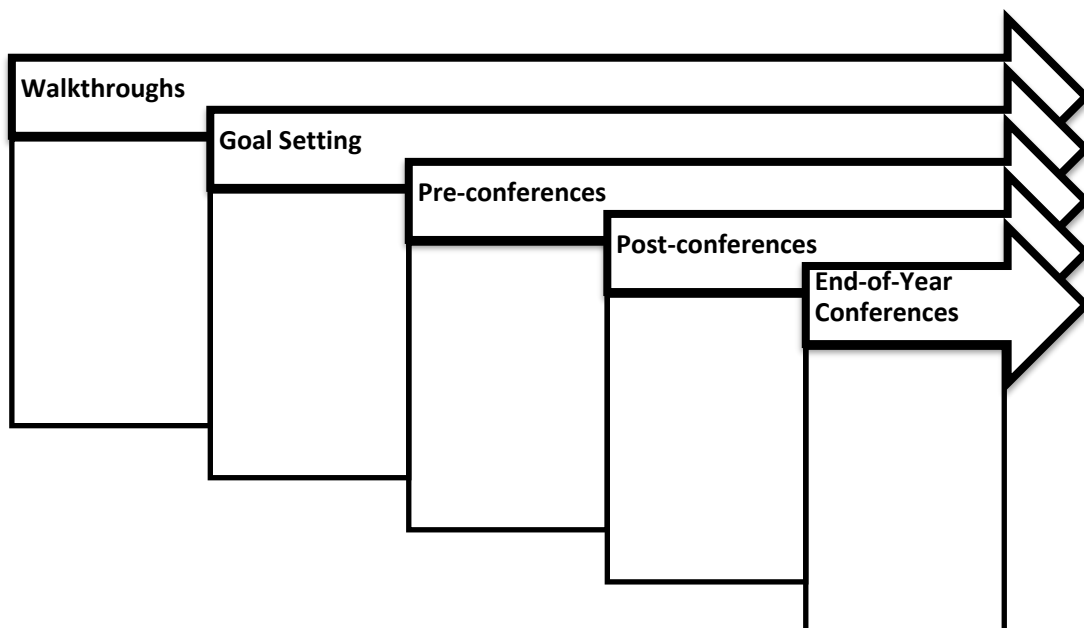 Walkthroughs
Goal Setting
Pre-conferences
Post-conferences
End-of-Year
Conferences